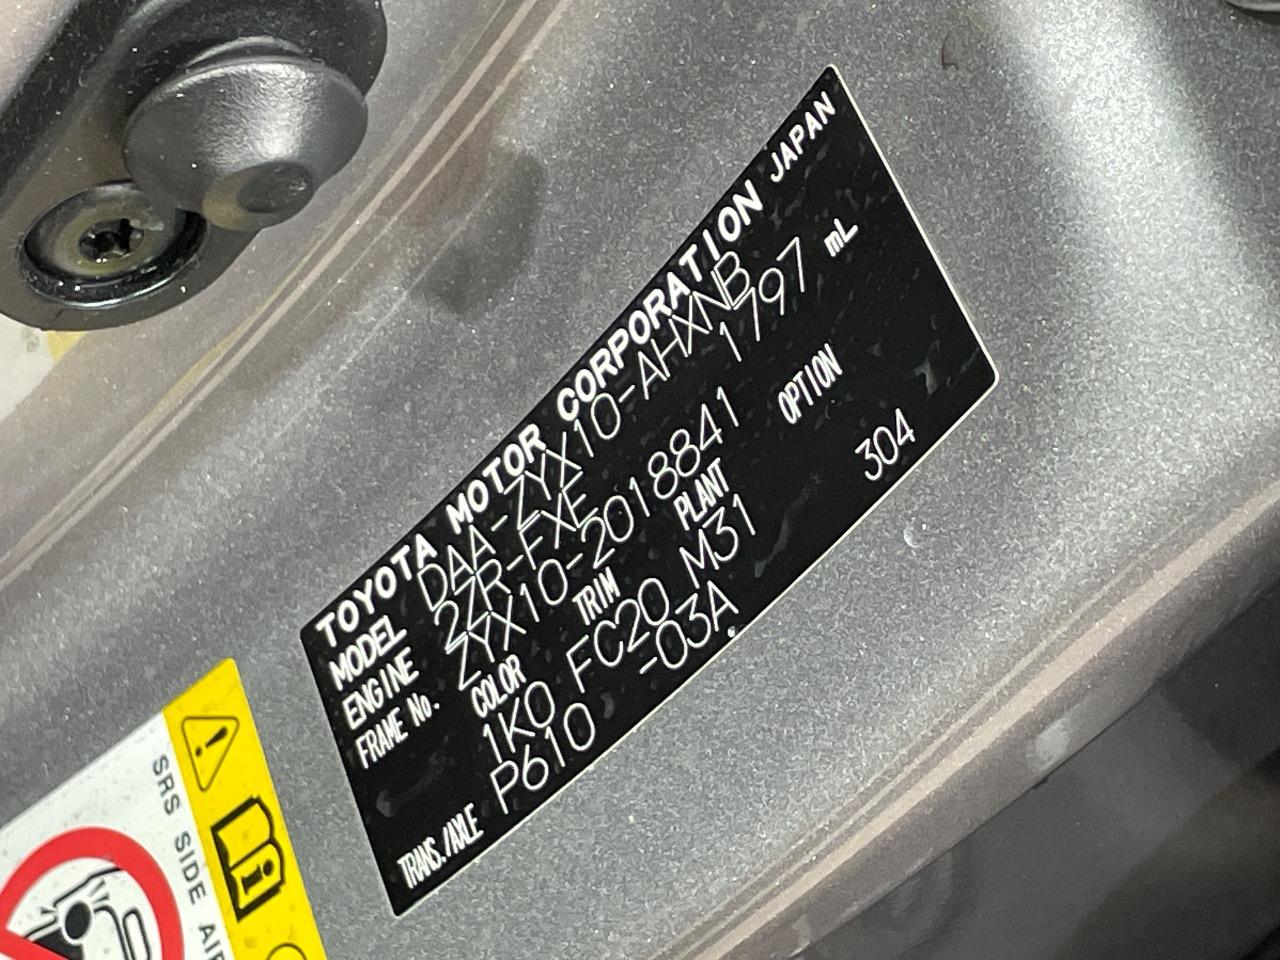 TOYOTA MOTOR CORPORATION JAPAN
MODEL DAA-ZYX10-AHXNB
ENGINE 2ZR-FXE 1797 mL
FRAME No. ZYX10-2018841
COLOR TRIM PLANT OPTION
1K0 FC20 M31 304
TRANS./AXLE P610 -03A
SRS SIDE AIR